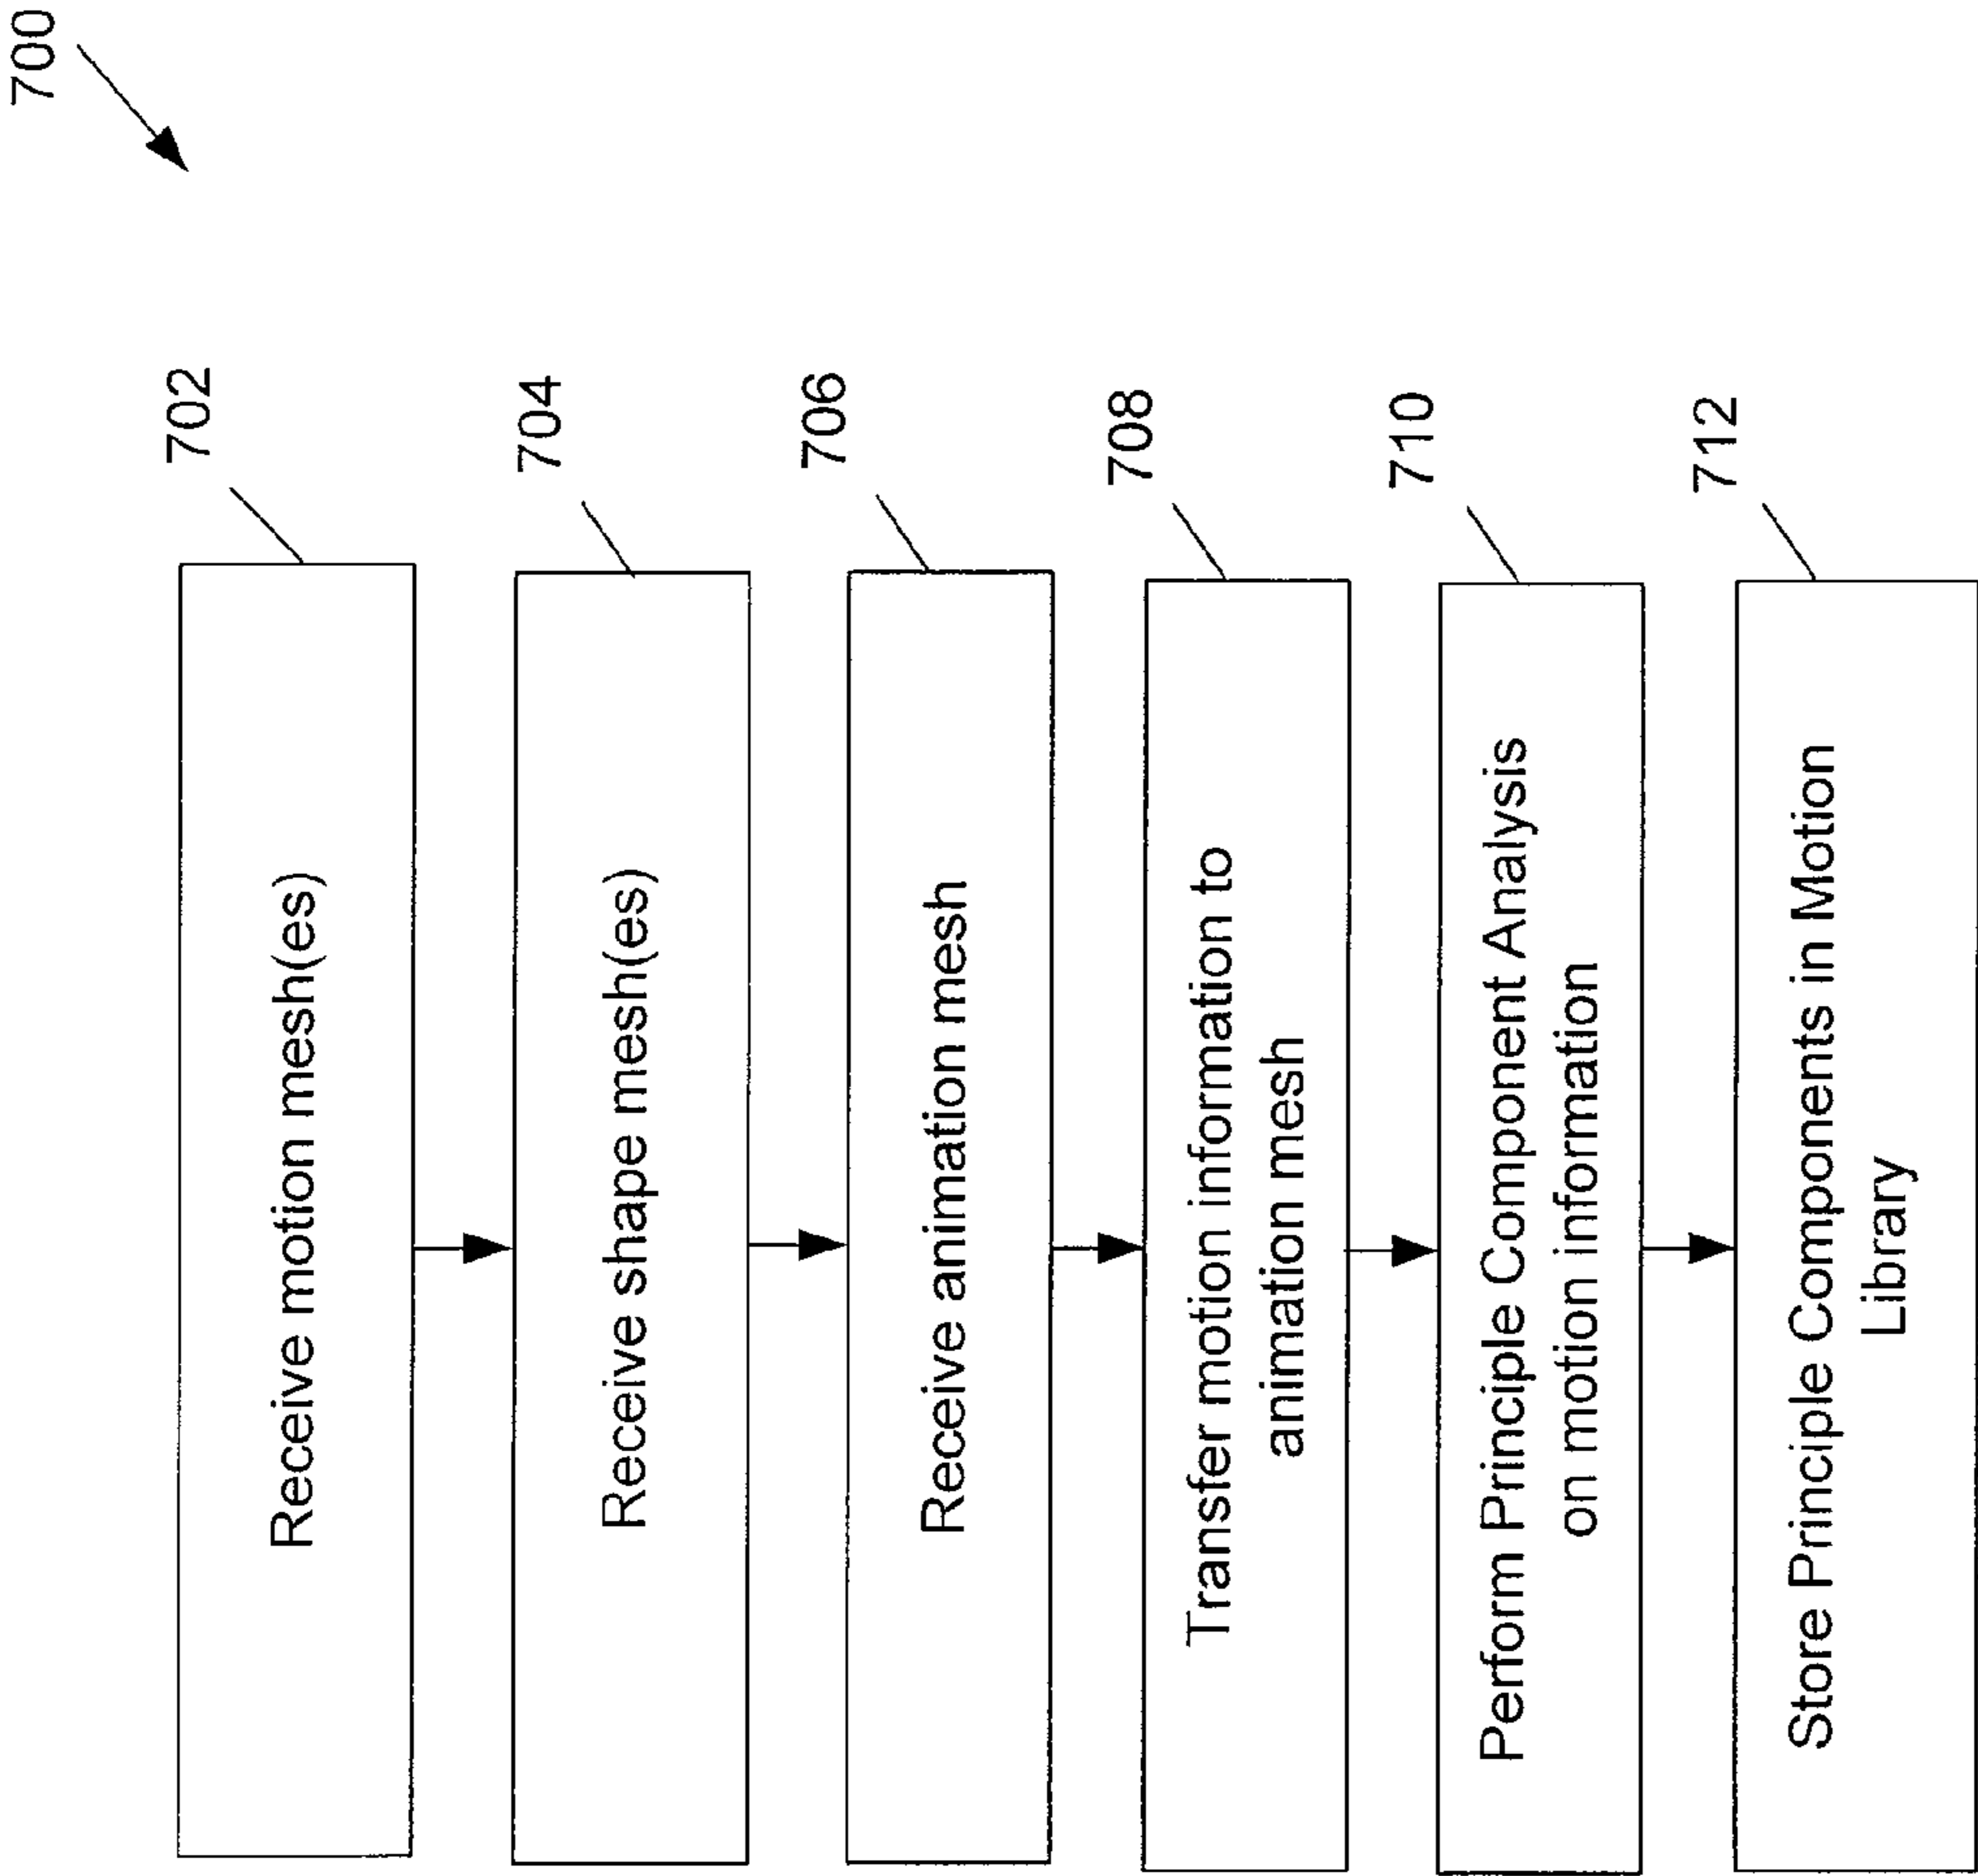 700
702
Receive motion mesh(es)
704
Receive shape mesh(es)
706
Receive animation mesh
708
Transfer motion information to
animation mesh
710
Perform Principle Component Analysis
on motion information
712
Store Principle Components in Motion
Library